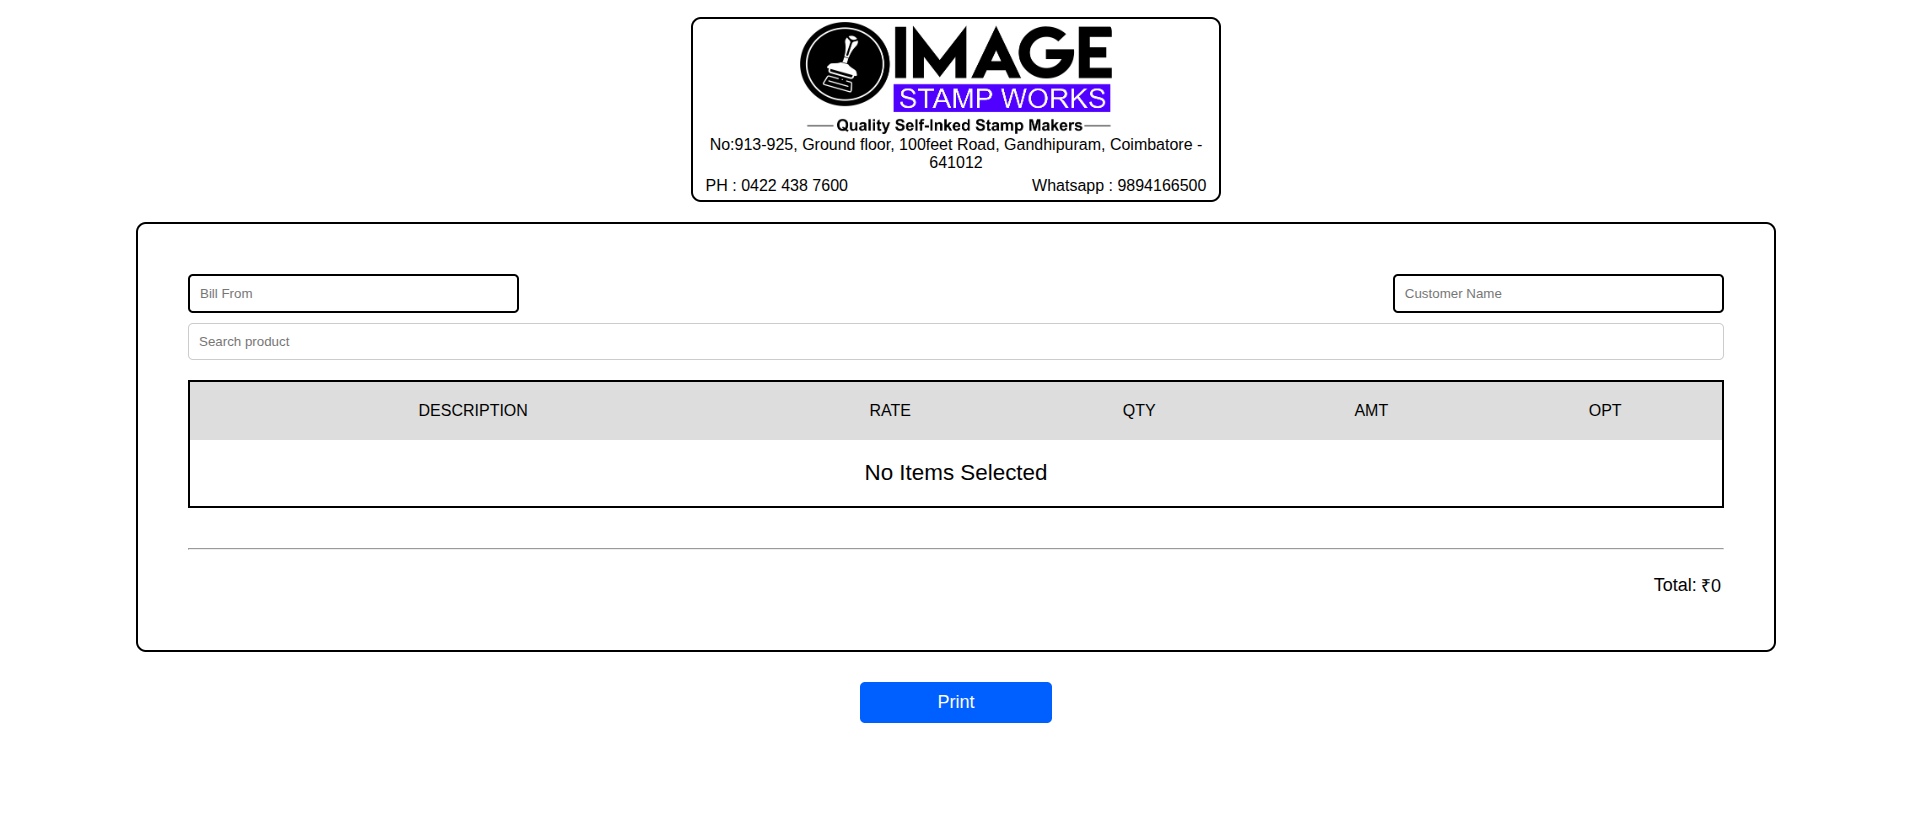 IMAGE
STAMP WORKS
Quality Self-Inked Stamp Makers
No:913-925, Ground floor, 100feet Road, Gandhipuram, Coimbatore -
641012
PH : 0422 438 7600 Whatsapp : 9894166500
Bill From Customer Name
Search product
DESCRIPTION RATE QTY AMT OPT
No Items Selected
Total: ₹0
Print